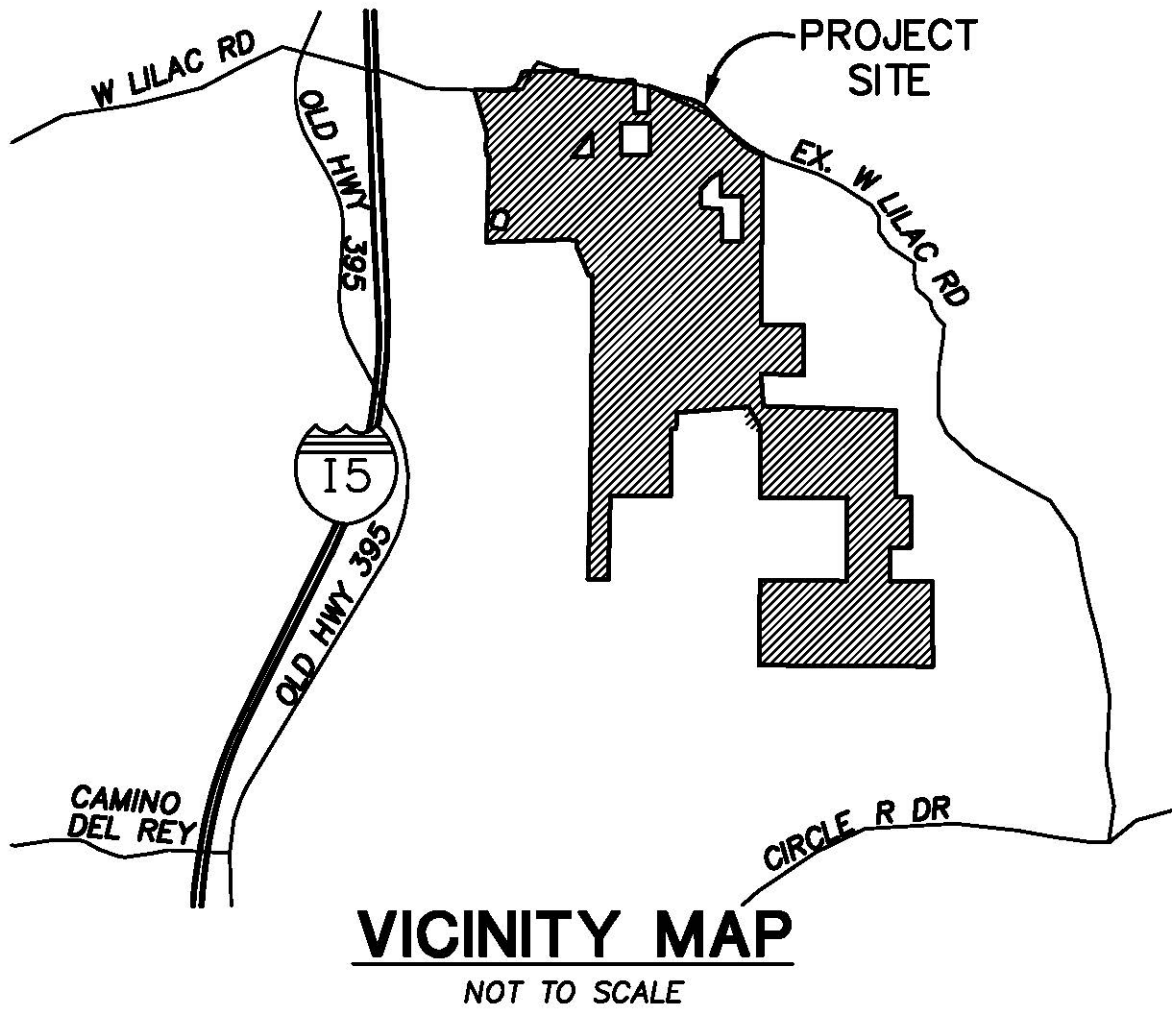 PROJECT
SITE
W LILAC RD
OLD HWY 395
EX. W LILAC RD
I5
OLD HWY 395
CAMINO
DEL REY
CIRCLE R DR
VICINITY MAP
NOT TO SCALE